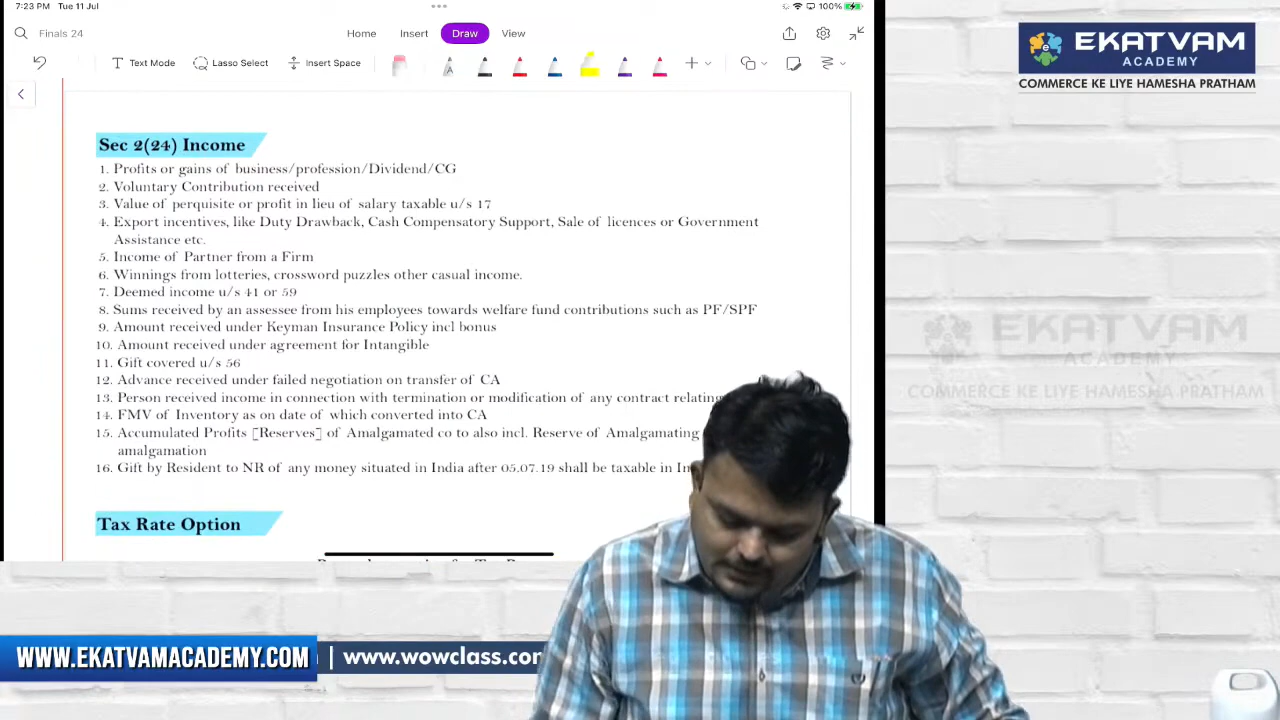 7:23 PM Tue 11 Jul
100%
Finals 24
Home Insert Draw View
Text Mode Lasso Select Insert Space
EKATVAM
ACADEMY
COMMERCE KE LIYE HAMESHA PRATHAM
Sec 2(24) Income
1. Profits or gains of business/profession/Dividend/CG
2. Voluntary Contribution received
3. Value of perquisite or profit in lieu of salary taxable u/s 17
4. Export incentives, like Duty Drawback, Cash Compensatory Support, Sale of licences or Government
Assistance etc.
5. Income of Partner from a Firm
6. Winnings from lotteries, crossword puzzles other casual income.
7. Deemed income u/s 41 or 59
8. Sums received by an assessee from his employees towards welfare fund contributions such as PF/SPF
9. Amount received under Keyman Insurance Policy incl bonus
10. Amount received under agreement for Intangible
11. Gift covered u/s 56
12. Advance received under failed negotiation on transfer of CA
13. Person received income in connection with termination or modification of any contract relating
14. FMV of Inventory as on date of which converted into CA
15. Accumulated Profits [Reserves] of Amalgamated co to also incl. Reserve of Amalgamating
amalgamation
16. Gift by Resident to NR of any money situated in India after 05.07.19 shall be taxable in
Tax Rate Option
EKATVAM
ACADEMY
COMMERCE KE LIYE HAMESHA PRATHAM
WWW.EKATVAMACADEMY.COM
| www.wowclass.com